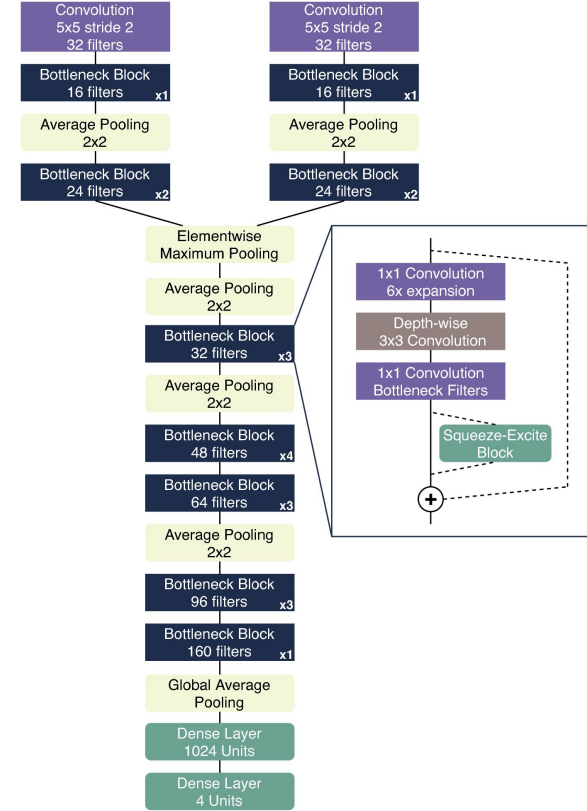 Convolution
5x5 stride 2
32 filters
Bottleneck Block
16 filters
x1
Average Pooling
2x2
Bottleneck Block
24 filters
x2
Convolution
5x5 stride 2
32 filters
Bottleneck Block
16 filters
x1
Average Pooling
2x2
Bottleneck Block
24 filters
x2
Elementwise
Maximum Pooling
Average Pooling
2x2
Bottleneck Block
32 filters
x3
Average Pooling
2x2
Bottleneck Block
48 filters
x4
Bottleneck Block
64 filters
x3
Average Pooling
2x2
Bottleneck Block
96 filters
x3
Bottleneck Block
160 filters
x1
Global Average
Pooling
Dense Layer
1024 Units
Dense Layer
4 Units
1x1 Convolution
6x expansion
Depth-wise
3x3 Convolution
1x1 Convolution
Bottleneck Filters
Squeeze-Excite
Block
+